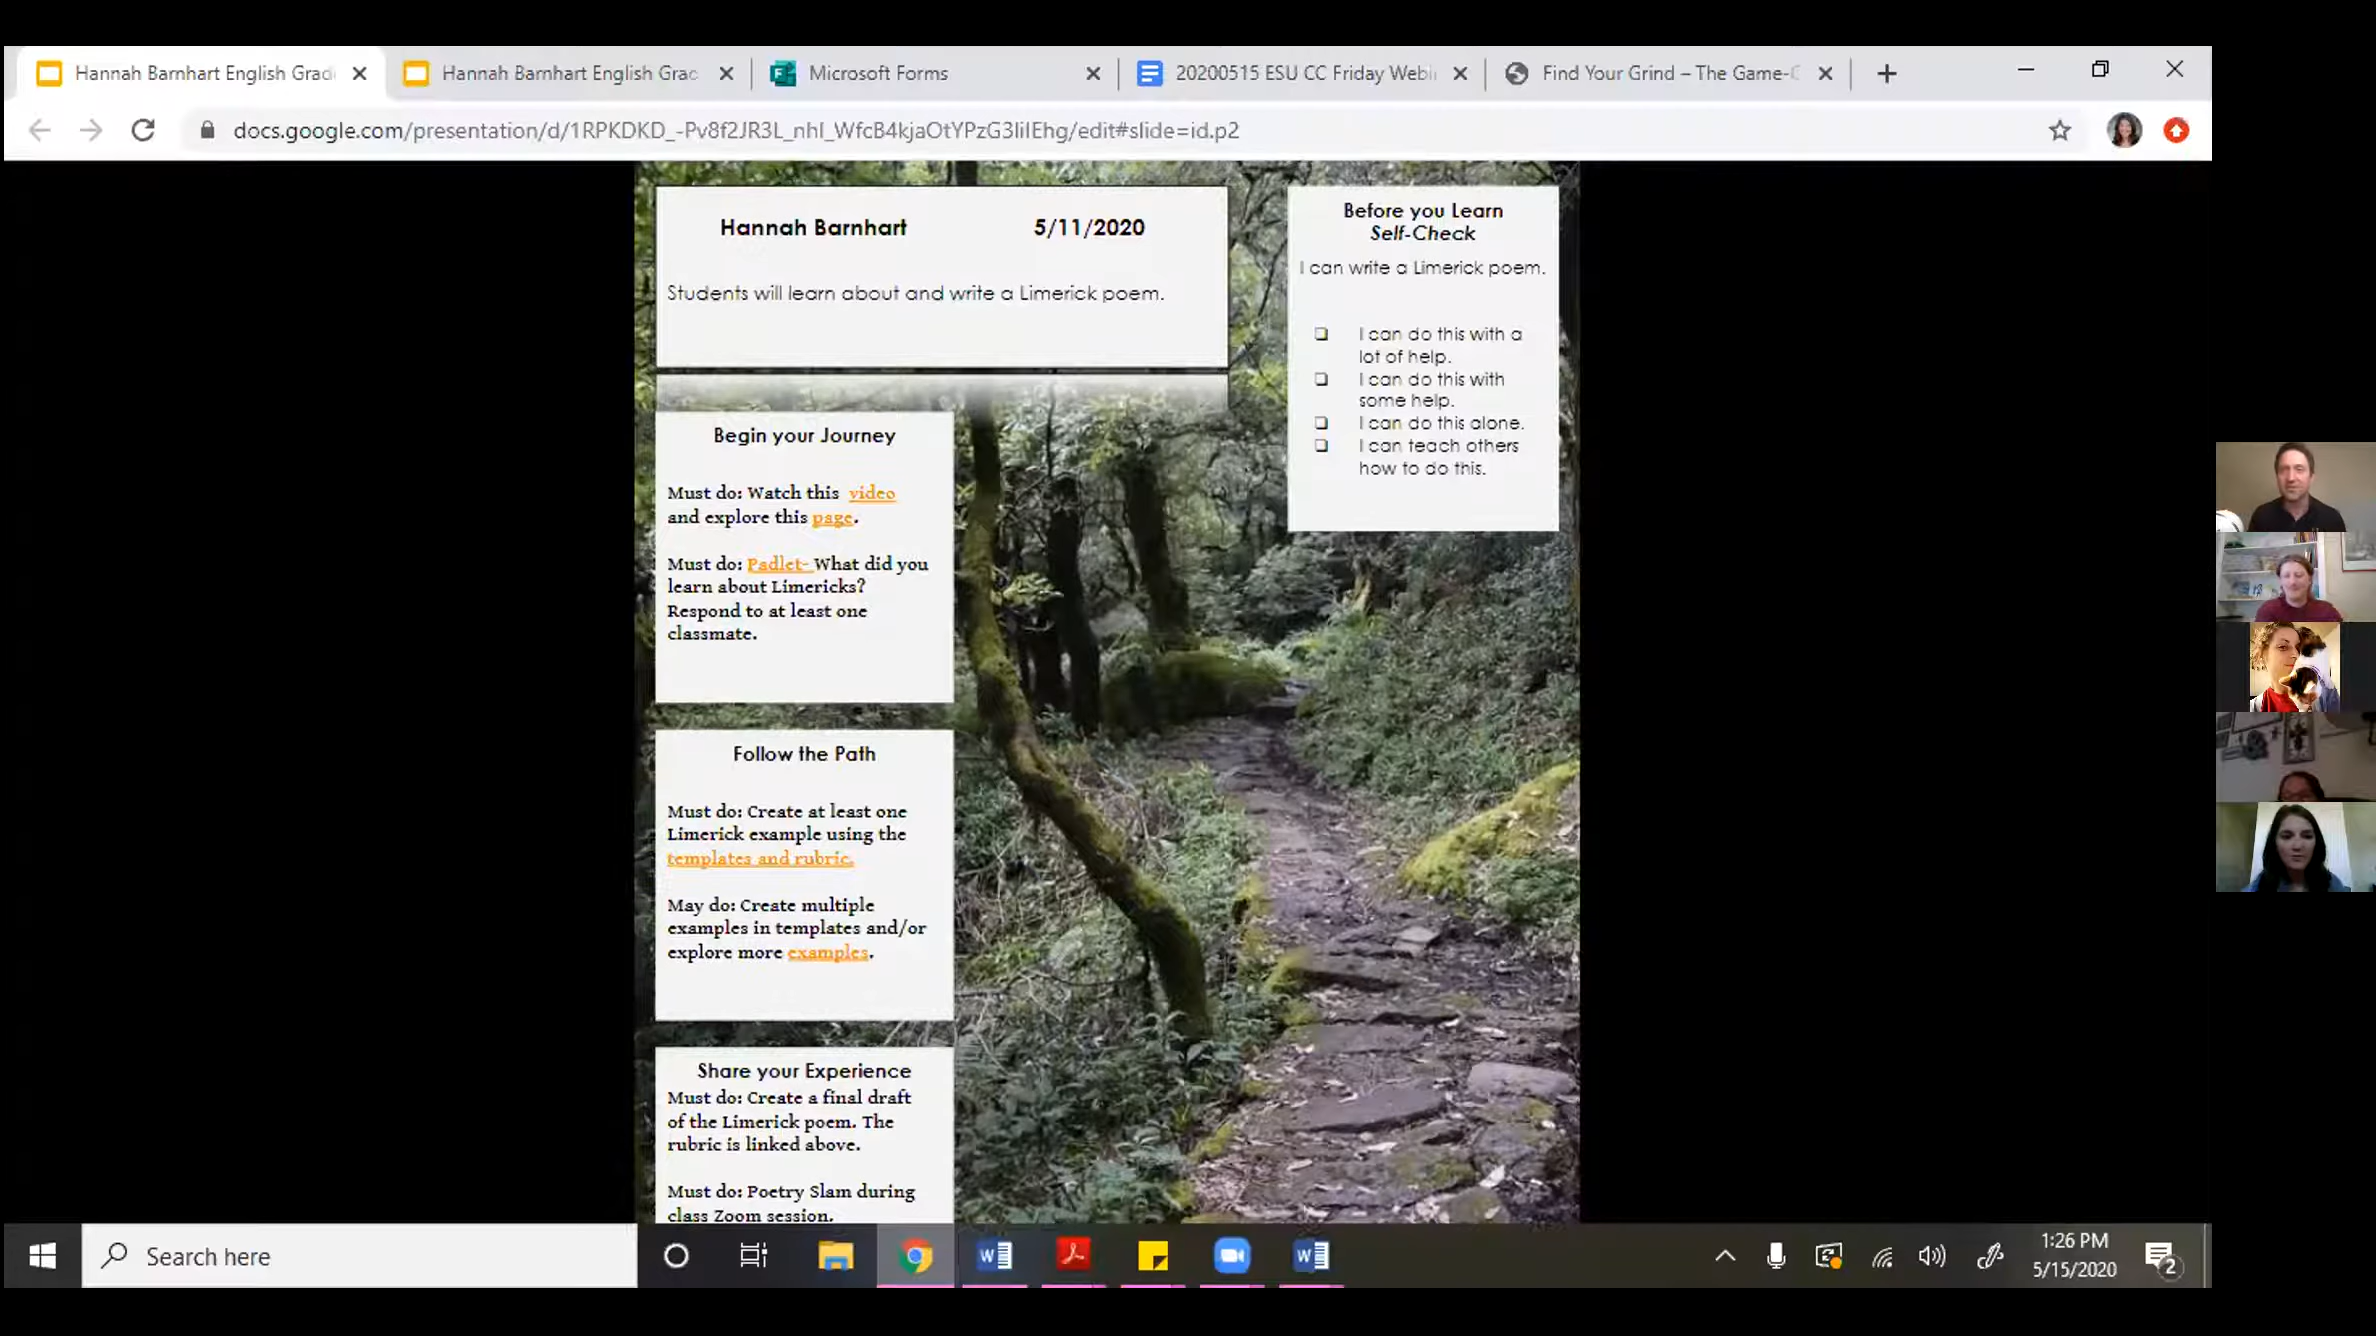 Hannah Barnhart English Grad
Hannah Barnhart English Grac
Microsoft Forms
20200515 ESU CC Friday Webi
Find Your Grind – The Game-
docs.google.com/presentation/d/1RPKDKD_-Pv8f2JR3L_nhI_WfcB4kjaOtYPzG3IiIEhg/edit#slide=id.p2
Hannah Barnhart 5/11/2020
Students will learn about and write a Limerick poem.
Before you Learn
Self-Check
I can write a Limerick poem.
I can do this with a
lot of help.
I can do this with
some help.
I can do this alone.
I can teach others
how to do this.
Begin your Journey
Must do: Watch this video
and explore this page.
Must do: Padlet- What did you
learn about Limericks?
Respond to at least one
classmate.
Follow the Path
Must do: Create at least one
Limerick example using the
templates and rubric.
May do: Create multiple
examples in templates and/or
explore more examples.
Share your Experience
Must do: Create a final draft
of the Limerick poem. The
rubric is linked above.
Must do: Poetry Slam during
class Zoom session.
Search here
1:26 PM
5/15/2020
2